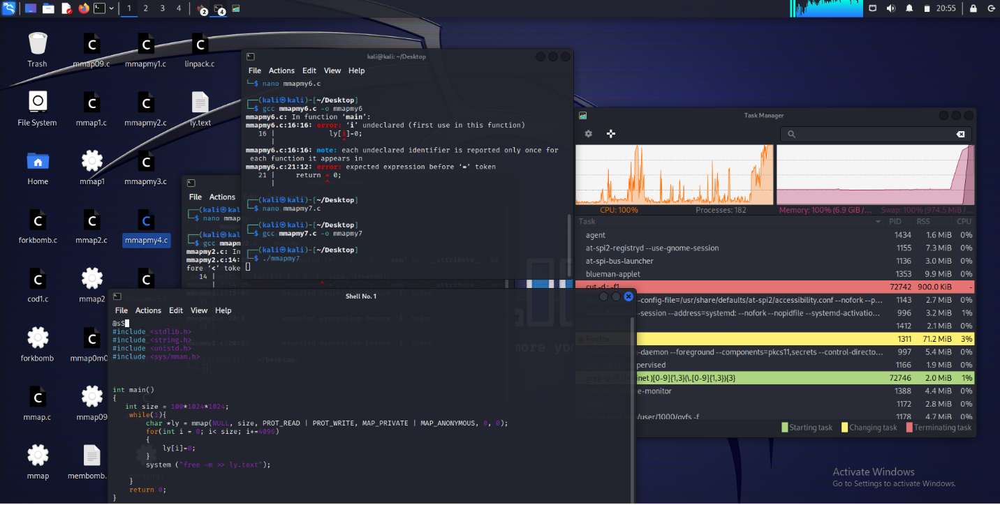 1 2 3 4
2
4
20:55
Trash
mmap09.c
mmapmy1.c
linpack.c
File System
mmap1.c
mmapmy2.c
ly.text
Home
mmap1
mmapmy3.c
forkbomb.c
mmap2.c
mmapmy4.c
cod1.c
mmap2
forkbomb
mmap0m0
mmap.c
mmap09
mmap
membomb.
kali@kali: ~/Desktop
File Actions Edit View Help
└─$ nano mmapmy6.c
┌──(kali㉿kali)-[~/Desktop]
└─$ gcc mmapmy6.c -o mmapmy6
mmapmy6.c: In function ‘main’:
mmapmy6.c:16:16: error: ‘i’ undeclared (first use in this function)
16 | ly[i]=0;
| ^
mmapmy6.c:16:16: note: each undeclared identifier is reported only once for
each function it appears in
mmapmy6.c:21:12: error: expected expression before ‘=’ token
21 | return = 0;
| ^
┌──(kali㉿kali)-[~/Desktop]
└─$ nano mmapmy7.c
┌──(kali㉿kali)-[~/Desktop]
└─$ gcc mmapmy7.c -o mmapmy7
┌──(kali㉿kali)-[~/Desktop]
└─$ ./mmapmy7
File Actions
┌──(kali㉿kali
└─$ nano mmap
┌──(kali㉿kal
└─$ gcc mmapm
mmapmy2.c: In
mmapmy2.c:14:
fore ‘<’ toke
14 |
Shell No. 1
File Actions Edit View Help
@sS
#include <stdlib.h>
#include <string.h>
#include <unistd.h>
#include <sys/mman.h>
int main()
{
int size = 100*1024*1024;
while(1){
char *ly = mmap(NULL, size, PROT_READ | PROT_WRITE, MAP_PRIVATE | MAP_ANONYMOUS, 0, 0);
for(int i = 0; i< size; i+=4096)
{
ly[i]=0;
}
system ("free -m >> ly.text");
}
return 0;
}
Task Manager
CPU: 100% Processes: 182 Memory: 100% (6.9 GiB /… Swap: 100% (974.5 MiB /…
Task PID RSS CPU
agent 1434 1.6 MiB 0%
at-spi2-registryd --use-gnome-session 1155 7.3 MiB 0%
at-spi-bus-launcher 1136 3.0 MiB 0%
blueman-applet 1353 9.9 MiB 0%
cut -d : -f1 72742 900.0 KiB -
-config-file=/usr/share/defaults/at-spi2/accessibility.conf --nofork --p… 1143 2.7 MiB 0%
-session --address=systemd: --nofork --nopidfile --systemd-activatio… 996 3.2 MiB 1%
1412 2.1 MiB 0%
Firefox 1311 71.2 MiB 3%
-daemon --foreground --components=pkcs11,secrets --control-directo… 997 5.4 MiB 0%
1166 1.9 MiB 0%
inet )[0-9]{1,3}(\.[0-9]{1,3}){3} 72746 2.0 MiB 1%
e-monitor 1388 4.4 MiB 0%
1172 2.8 MiB 0%
/user/1000/gvfs -f 1178 4.7 MiB 0%
Starting task Changing task Terminating task
Activate Windows
Go to Settings to activate Windows.